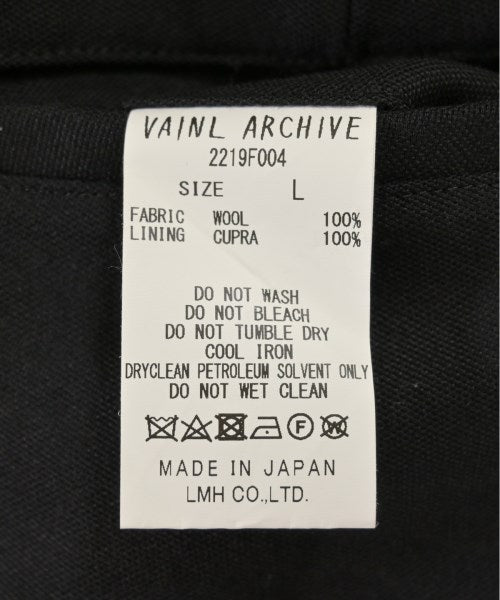 VAINL ARCHIVE
2219F004
SIZE L
FABRIC WOOL 100%
LINING CUPRA 100%
DO NOT WASH
DO NOT BLEACH
DO NOT TUMBLE DRY
COOL IRON
DRYCLEAN PETROLEUM SOLVENT ONLY
DO NOT WET CLEAN
F W
MADE IN JAPAN
LMH CO.,LTD.